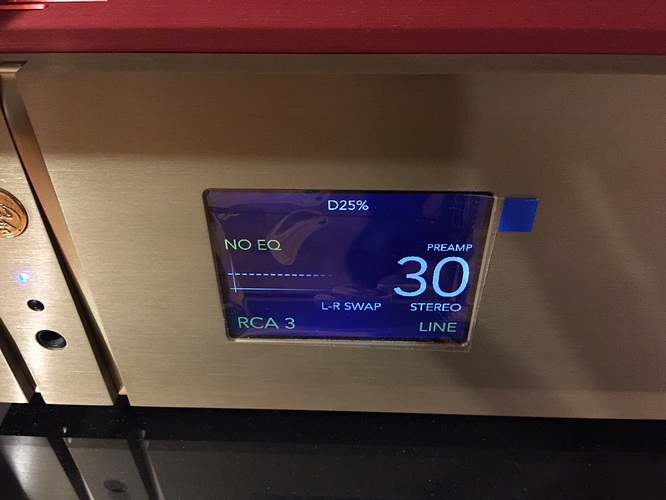 D25%
NO EQ
PREAMP
30
L-R SWAP STEREO
RCA 3 LINE